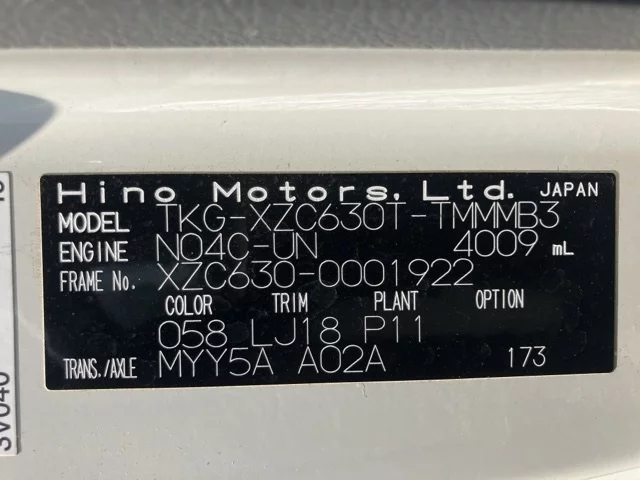 Hino Motors, Ltd. JAPAN
MODEL TKG-XZC630T-TMMMB3
ENGINE N04C-UN 4009 mL
FRAME No. XZC630-0001922
COLOR TRIM PLANT OPTION
058 LJ18 P11
TRANS./AXLE MYY5A A02A 173